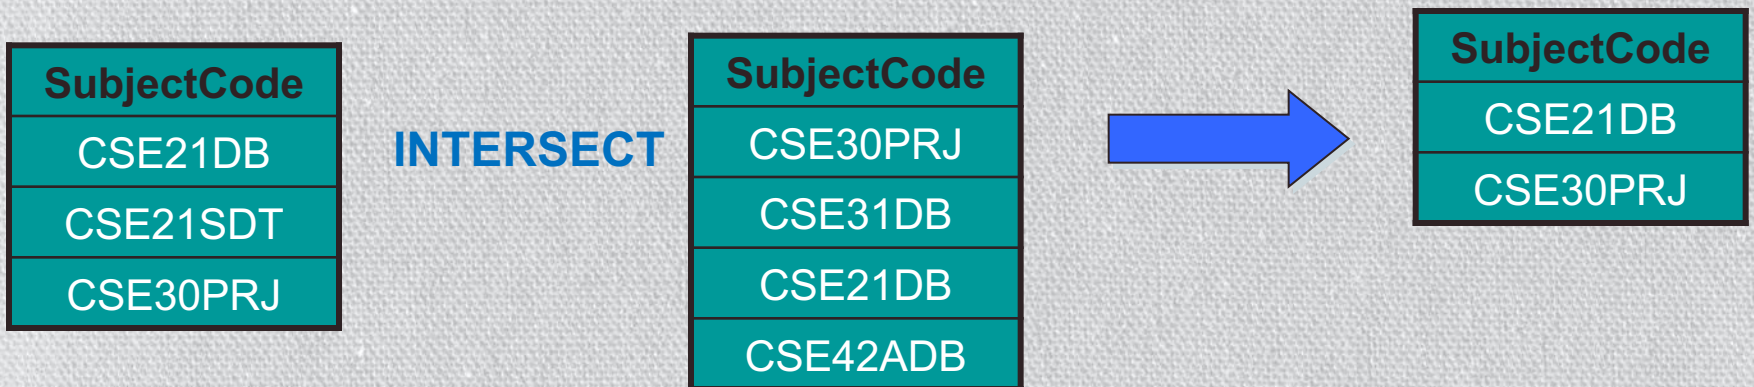 SubjectCode
CSE21DB
CSE21SDT
CSE30PRJ
INTERSECT
SubjectCode
CSE30PRJ
CSE31DB
CSE21DB
CSE42ADB
SubjectCode
CSE21DB
CSE30PRJ